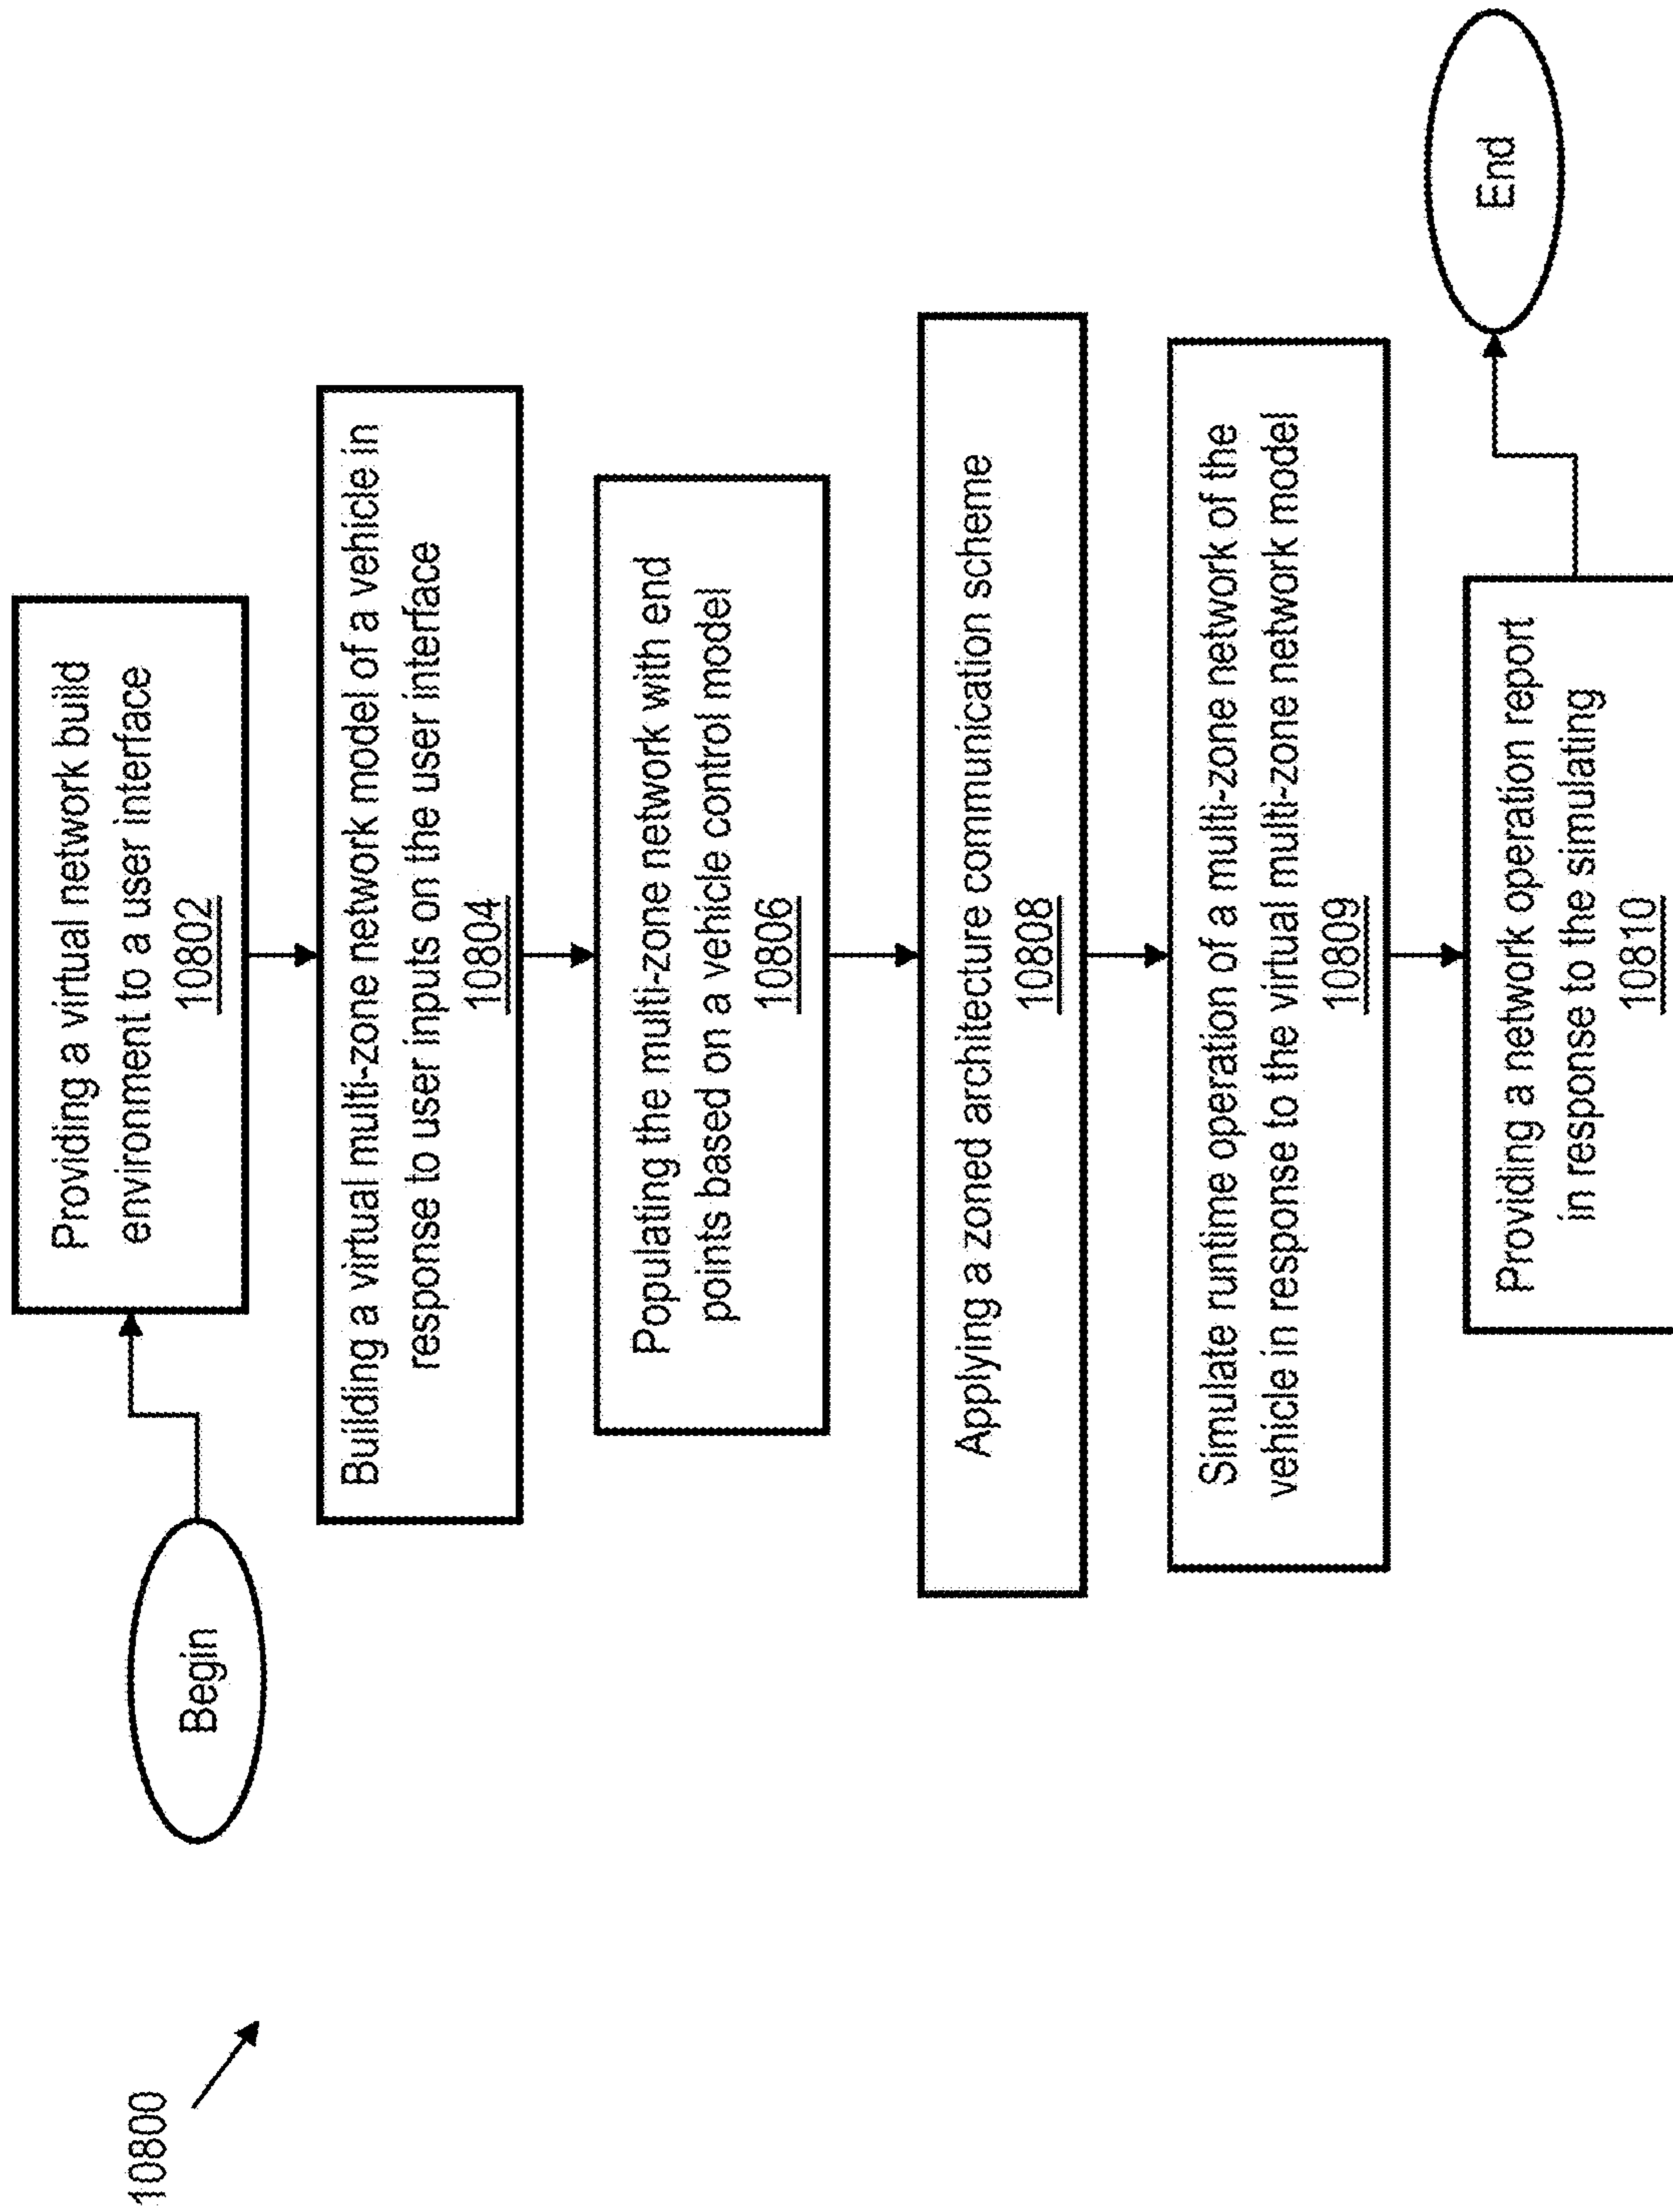 10800
Begin
Providing a virtual network build
environment to a user interface
10802
Building a virtual multi-zone network model of a vehicle in
response to user inputs on the user interface
10804
Populating the multi-zone network with end
points based on a vehicle control model
10806
Applying a zoned architecture communication scheme
10808
Simulate runtime operation of a multi-zone network of the
vehicle in response to the virtual multi-zone network model
10809
Providing a network operation report
in response to the simulating
10810
End